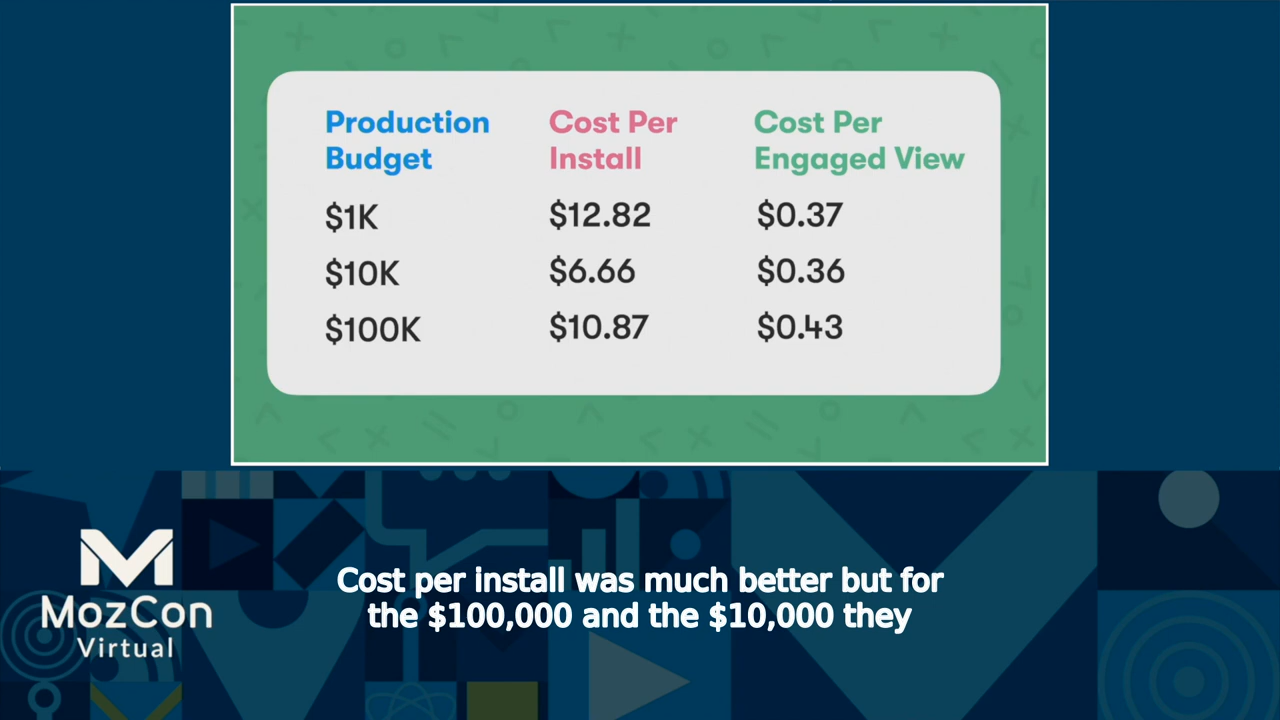 Production Budget
Cost Per Install
Cost Per Engaged View
$1K $12.82 $0.37
$10K $6.66 $0.36
$100K $10.87 $0.43
MozCon
Virtual
Cost per install was much better but for
the $100,000 and the $10,000 they